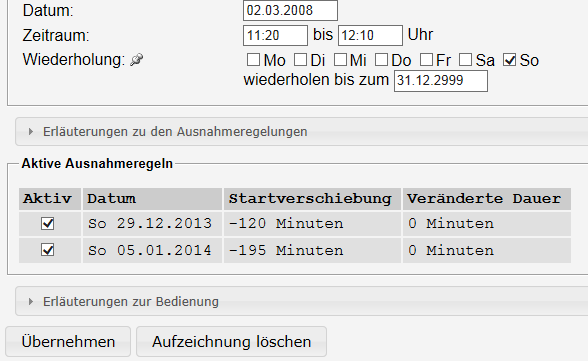 Datum: 02.03.2008
Zeitraum: 11:20 bis 12:10 Uhr
Wiederholung: Mo Di Mi Do Fr Sa So
wiederholen bis zum 31.12.2999
Erläuterungen zu den Ausnahmeregelungen
Aktive Ausnahmeregeln
Aktiv Datum Startverschiebung Veränderte Dauer
So 29.12.2013 -120 Minuten 0 Minuten
So 05.01.2014 -195 Minuten 0 Minuten
Erläuterungen zur Bedienung
Übernehmen Aufzeichnung löschen